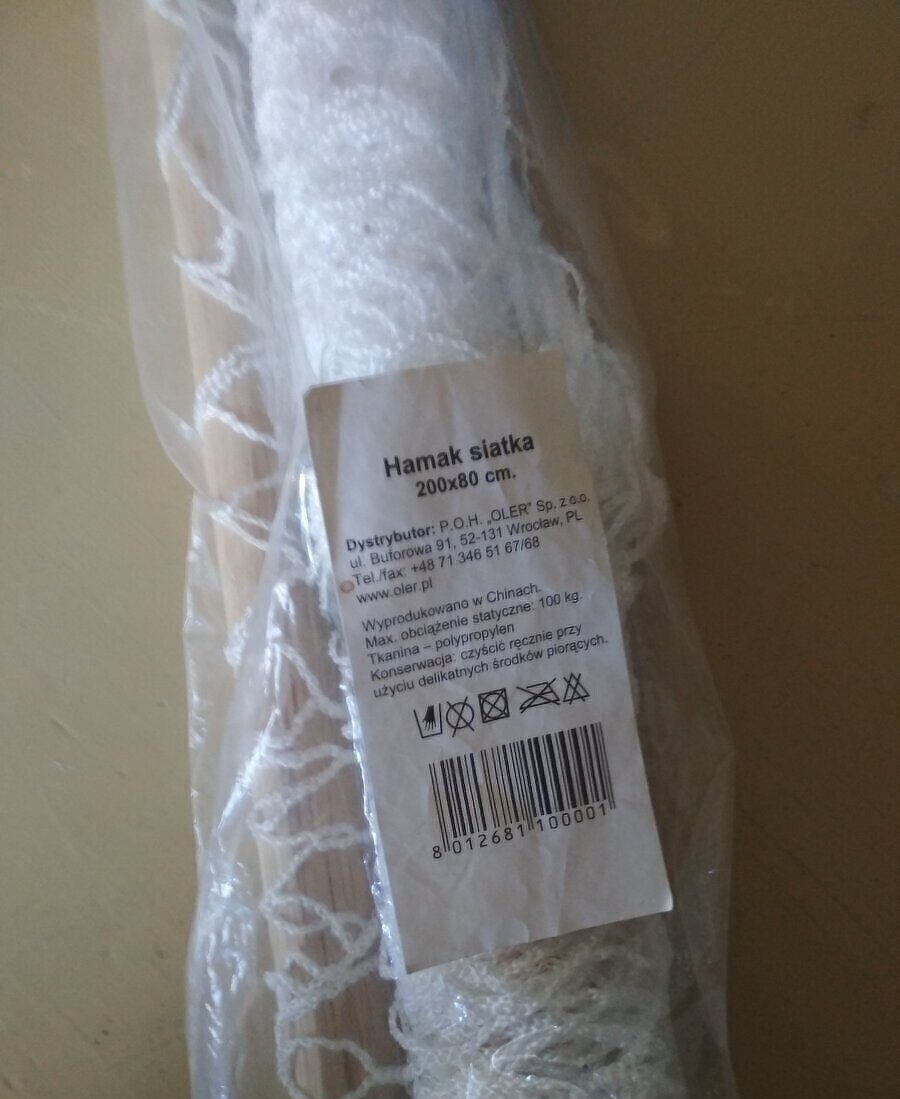 Hamak siatka
200x80 cm.
Dystrybutor: P.O.H. „OLER” Sp. z o.o.
ul. Buforowa 91, 52-131 Wrocław, PL
Tel./fax: +48 71 346 51 67/68
www.oler.pl
Wyprodukowano w Chinach.
Max. obciążenie statyczne: 100 kg.
Tkanina – polypropylen
Konserwacja: czyścić ręcznie przy
użyciu delikatnych środków piorących.
8 012681 100001